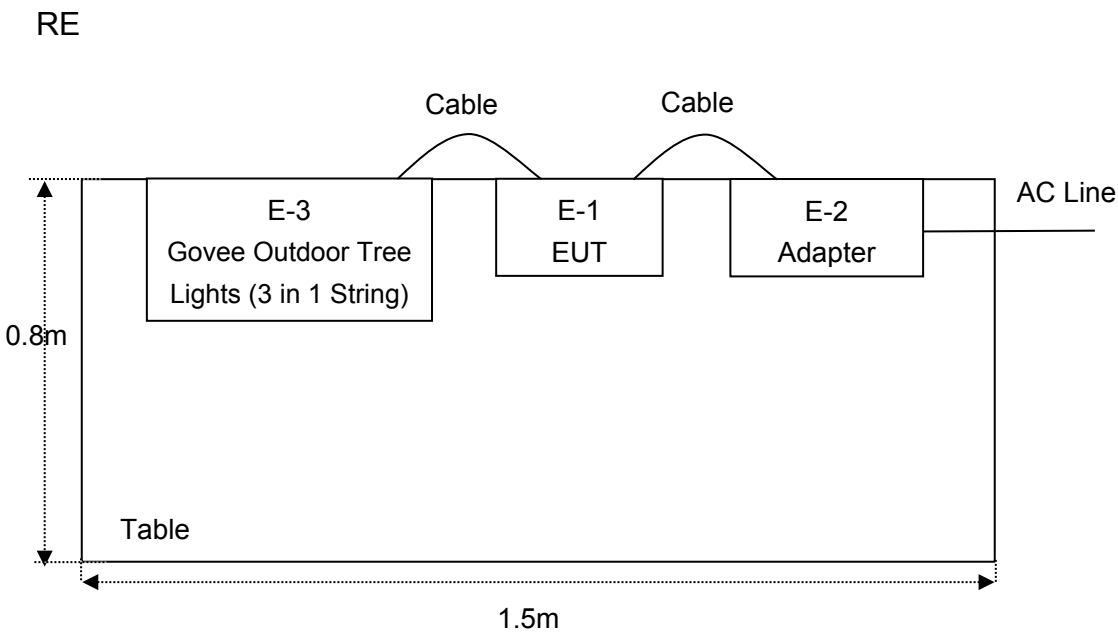 RE
Cable
Cable
E-3
Govee Outdoor Tree
Lights (3 in 1 String)
E-1
EUT
E-2
Adapter
AC Line
0.8m
Table
1.5m